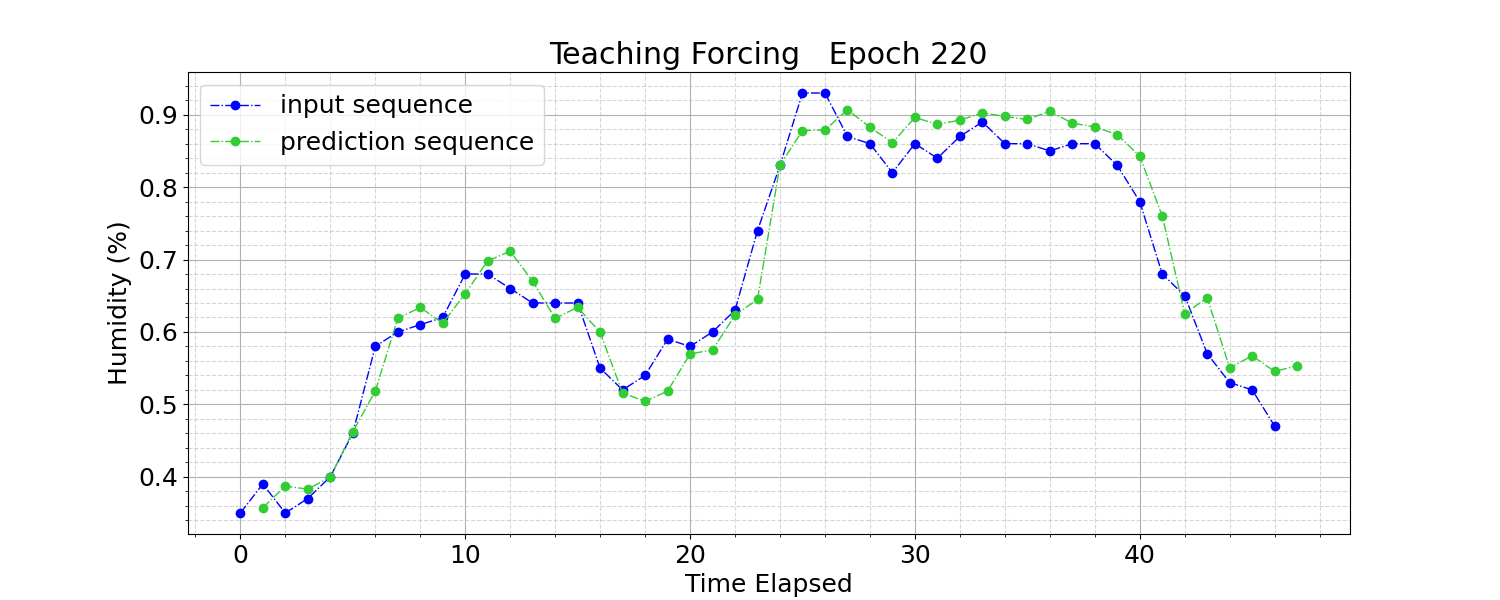 Teaching Forcing   Epoch 220
input sequence
prediction sequence
Humidity (%)
0.9
0.8
0.7
0.6
0.5
0.4
0 10 20 30 40
Time Elapsed